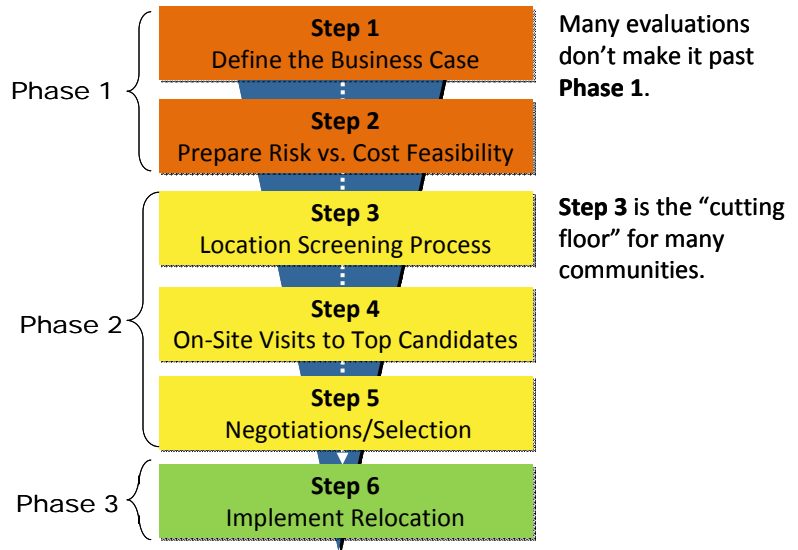 Step 1
Define the Business Case
Many evaluations
don’t make it past
Phase 1.
Phase 1
Step 2
Prepare Risk vs. Cost Feasibility
Step 3
Location Screening Process
Step 3 is the “cutting
floor” for many
communities.
Phase 2
Step 4
On-Site Visits to Top Candidates
Step 5
Negotiations/Selection
Phase 3
Step 6
Implement Relocation